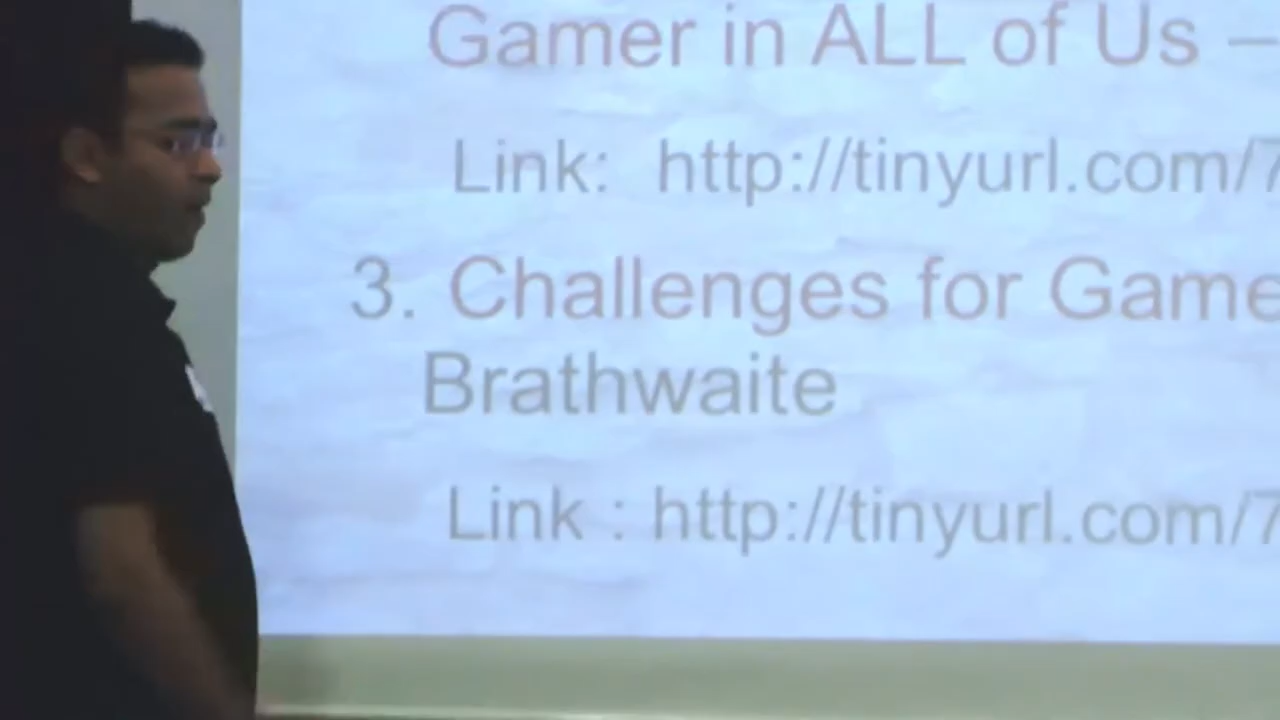 Gamer in ALL of Us –
Link: http://tinyurl.com/7
3. Challenges for Game
Brathwaite
Link : http://tinyurl.com/7